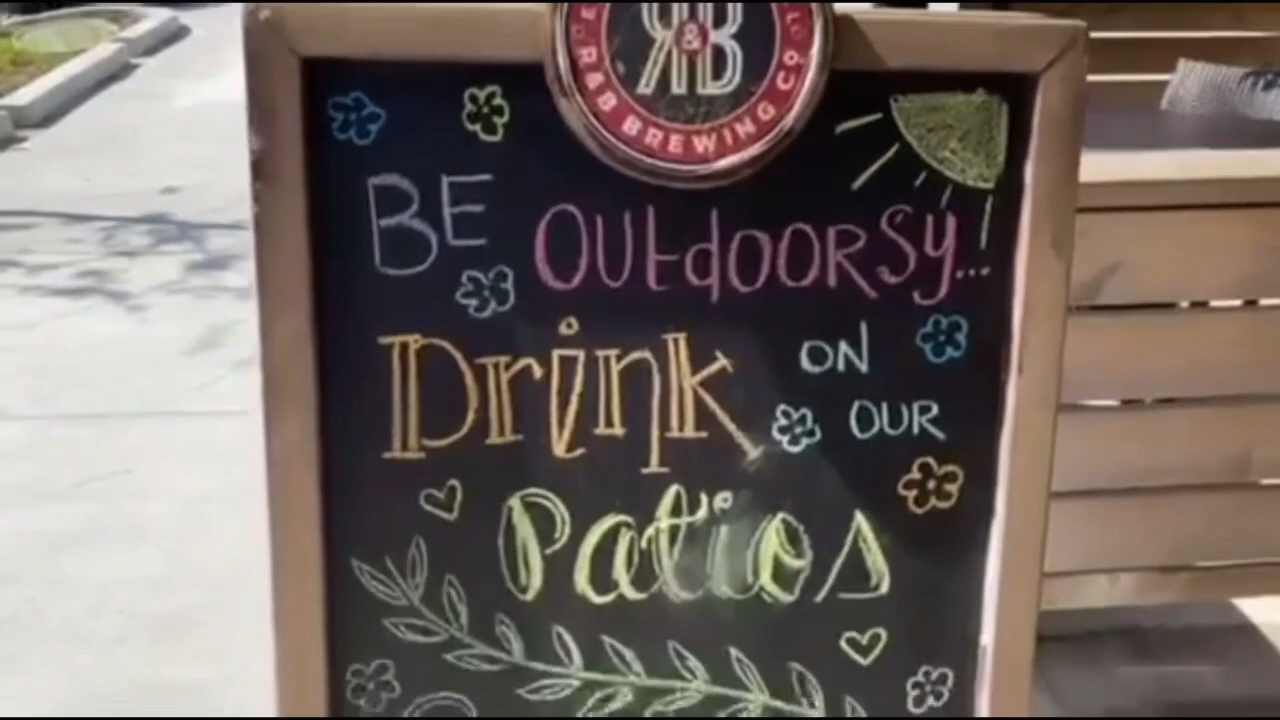 R&B
R&B BREWING CO.
BE OUtdOORSy...
Drink ON OUR
Patios